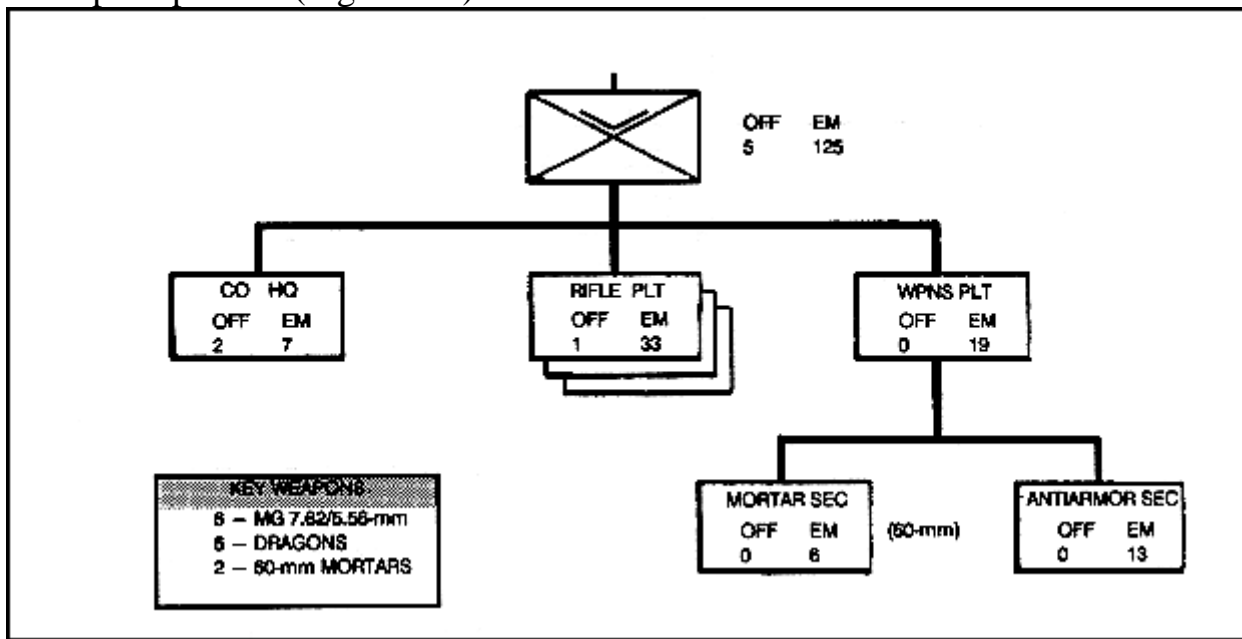 OFF EM
5 125
CO HQ
OFF EM
2 7
RIFLE PLT
OFF EM
1 33
WPNS PLT
OFF EM
0 19
KEY WEAPONS
6 – MG 7.62/5.56-mm
6 – DRAGONS
2 – 60-mm MORTARS
MORTAR SEC
OFF EM
0 6
(60-mm)
ANTIARMOR SEC
OFF EM
0 13